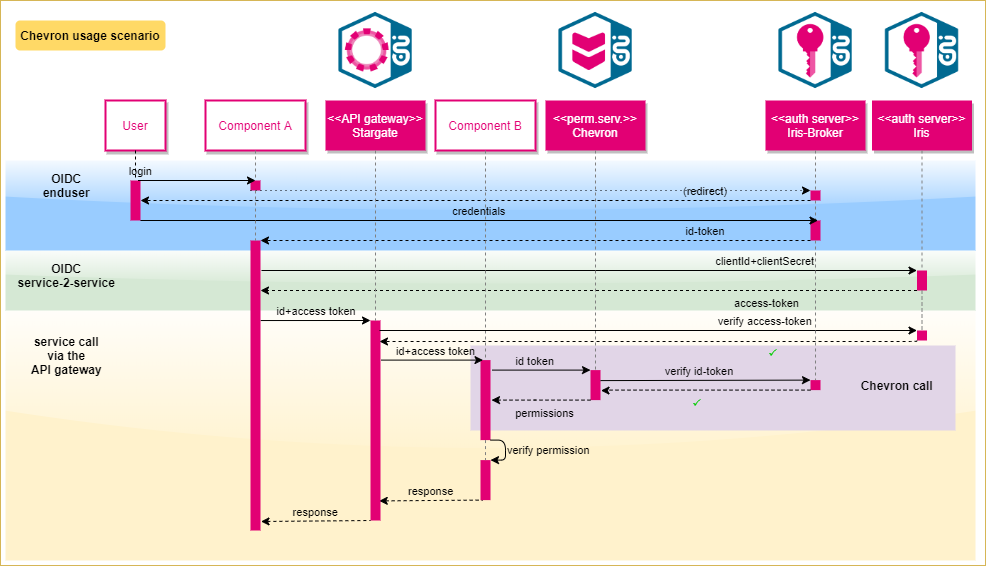 Chevron usage scenario
User
Component A
<<API gateway>>
Stargate
Component B
<<perm.serv.>>
Chevron
<<auth server>>
Iris-Broker
<<auth server>>
Iris
OIDC
enduser
login
(redirect)
credentials
id-token
OIDC
service-2-service
clientId+clientSecret
access-token
service call
via the
API gateway
id+access token
verify access-token
✓
id+access token
id token
verify id-token
Chevron call
✓
permissions
verify permission
response
response